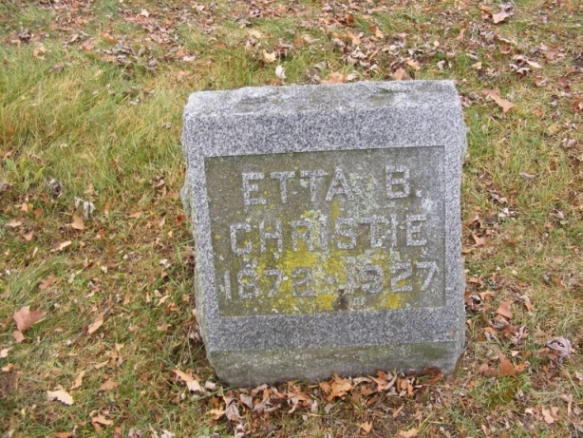 ETTA B.
CHRISTIE
1872-1927